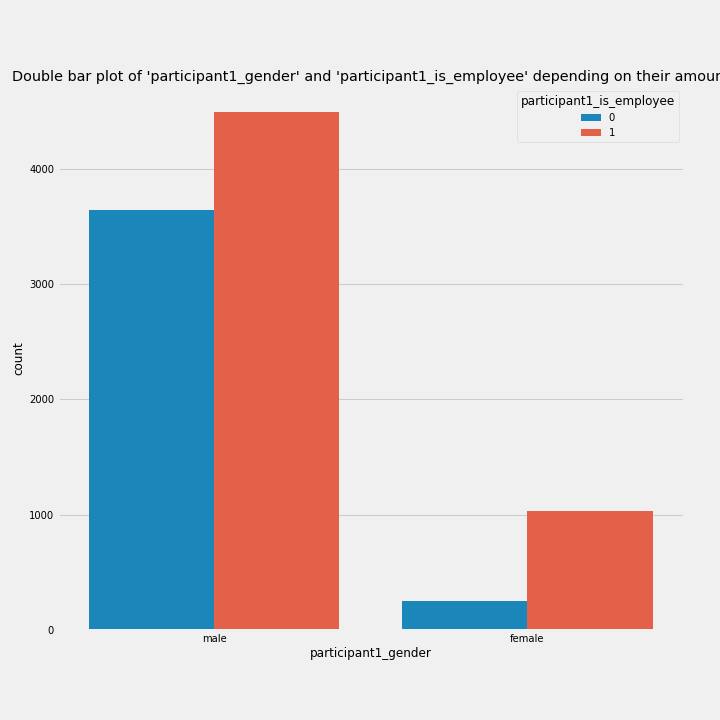 Double bar plot of 'participant1_gender' and 'participant1_is_employee' depending on their
participant1_is_employee
0
1
4000
3000
2000
1000
0
count
male
female
participant1_gender